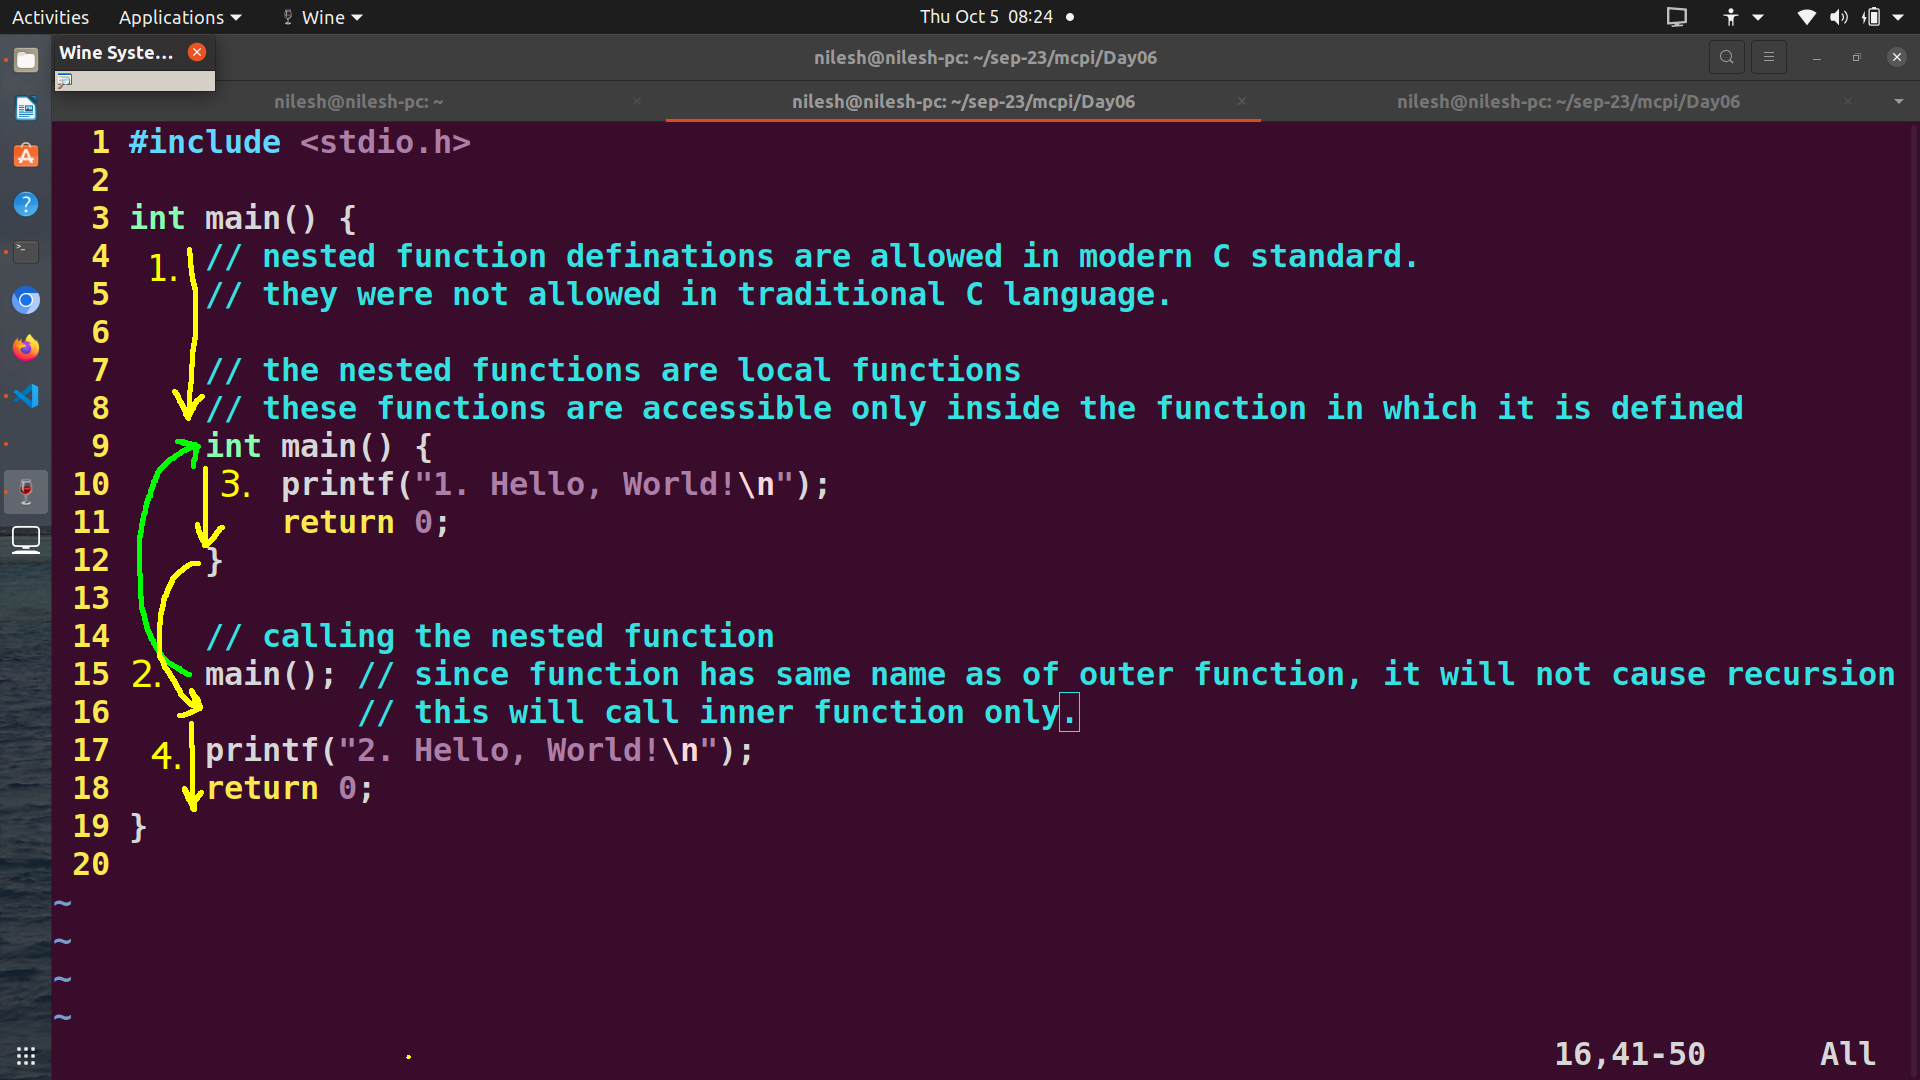 Activities Applications Wine Thu Oct 5 08:24
Wine Syste...
nilesh@nilesh-pc: ~/sep-23/mcpi/Day06
nilesh@nilesh-pc: ~ nilesh@nilesh-pc: ~/sep-23/mcpi/Day06 nilesh@nilesh-pc: ~/sep-23/mcpi/Day06
1 #include <stdio.h>
2
3 int main() {
4 1. // nested function definations are allowed in modern C standard.
5 // they were not allowed in traditional C language.
6
7 // the nested functions are local functions
8 // these functions are accessible only inside the function in which it is defined
9 int main() {
10 3. printf("1. Hello, World!\n");
11 return 0;
12 }
13
14 // calling the nested function
15 2. main(); // since function has same name as of outer function, it will not cause recursion
16 // this will call inner function only.
17 4. printf("2. Hello, World!\n");
18 return 0;
19 }
20
~
~
~
~
16,41-50 All